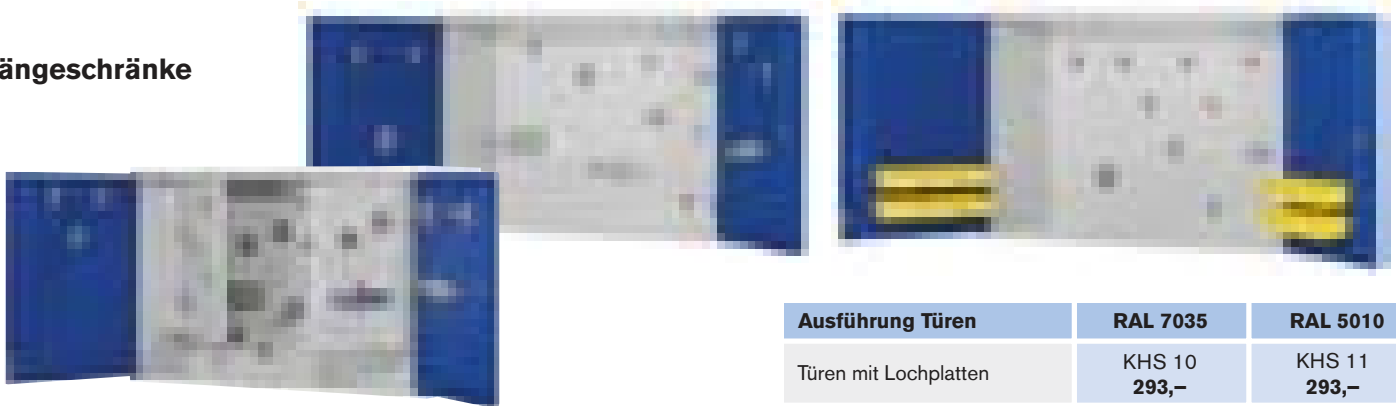 ängeschränke
Ausführung Türen RAL 7035 RAL 5010
Türen mit Lochplatten KHS 10 KHS 11
293,– 293,–